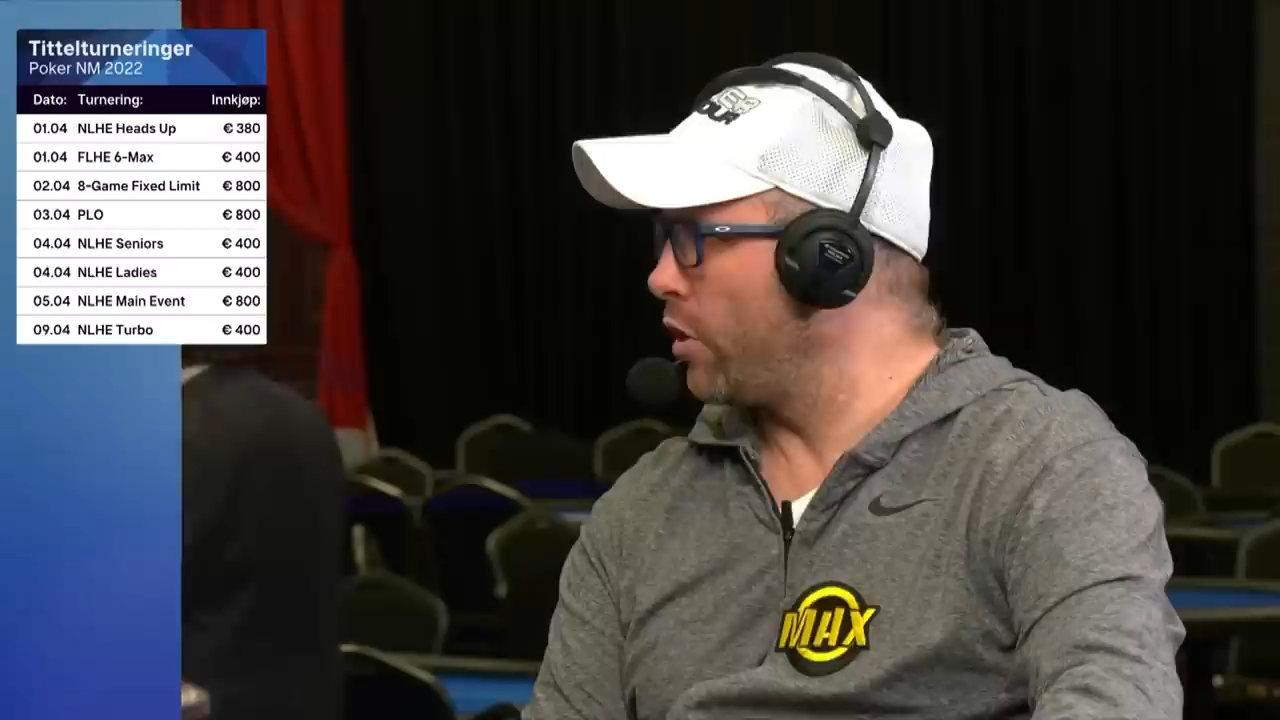 Tittelturneringer
Poker NM 2022
Dato: Turnering: Innkjøp:
01.04 NLHE Heads Up € 380
01.04 FLHE 6-Max € 400
02.04 8-Game Fixed Limit € 800
03.04 PLO € 800
04.04 NLHE Seniors € 400
04.04 NLHE Ladies € 400
05.04 NLHE Main Event € 800
09.04 NLHE Turbo € 400
MAX